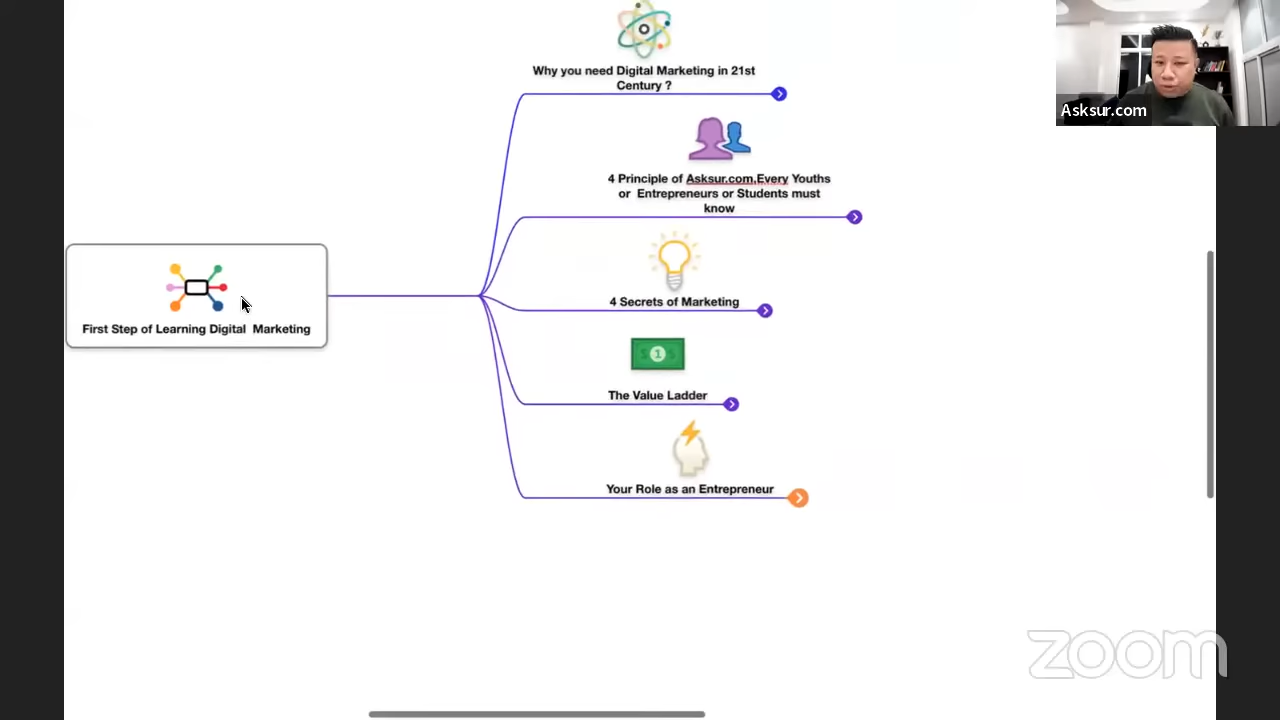 Why you need Digital Marketing in 21st
Century ?
Asksur.com
4 Principle of Asksur.com,Every Youths
or Entrepreneurs or Students must
know
4 Secrets of Marketing
First Step of Learning Digital Marketing
1
The Value Ladder
Your Role as an Entrepreneur
zoom